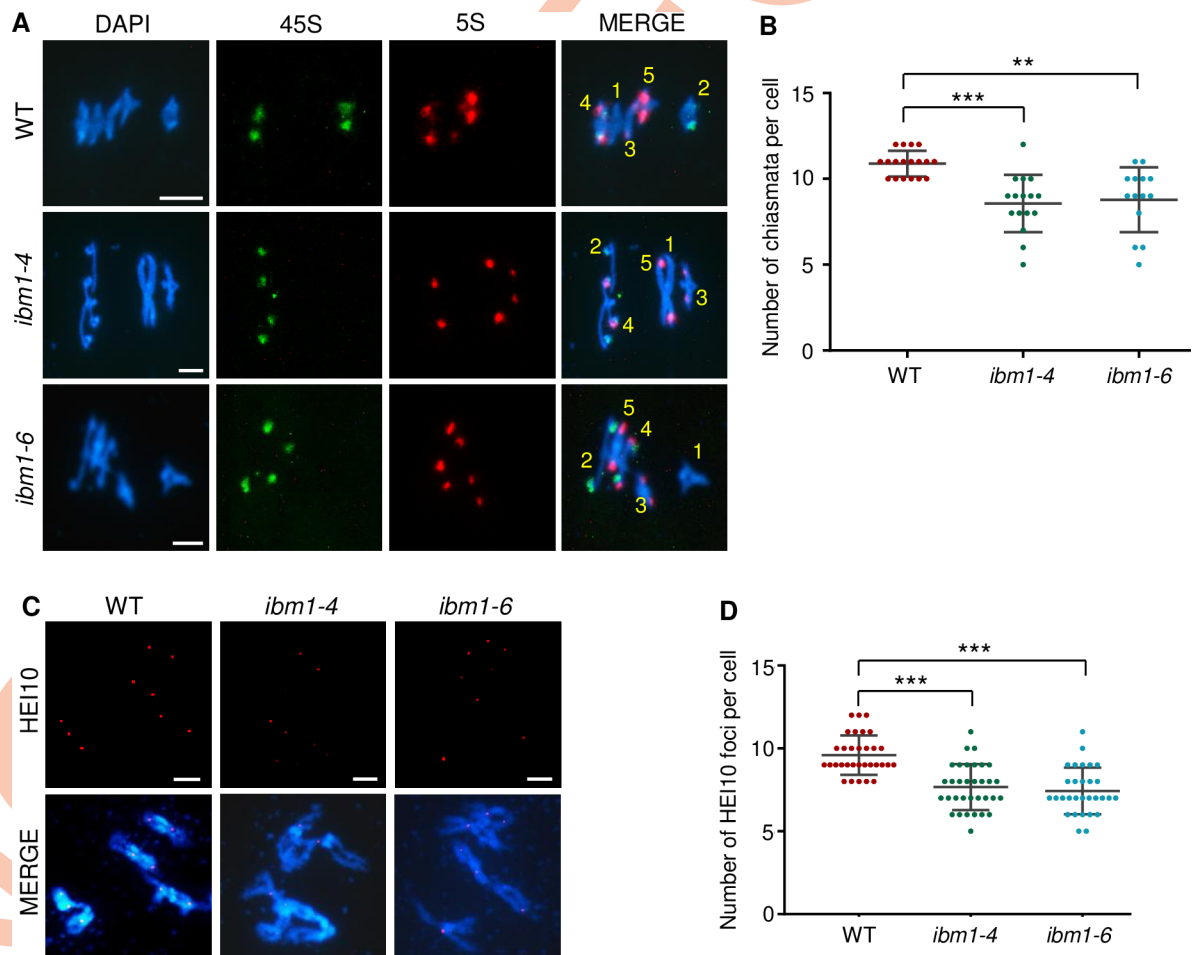 A
DAPI 45S 5S MERGE
WT
4 1 5 3 2
ibm1-4
2 1 5 3 4
ibm1-6
5 4 2 1 3
B
**
***
Number of chiasmata per cell
15
10
5
0
WT ibm1-4 ibm1-6
C
WT ibm1-4 ibm1-6
HEI10
MERGE
D
***
***
Number of HEI10 foci per cell
15
10
5
0
WT ibm1-4 ibm1-6